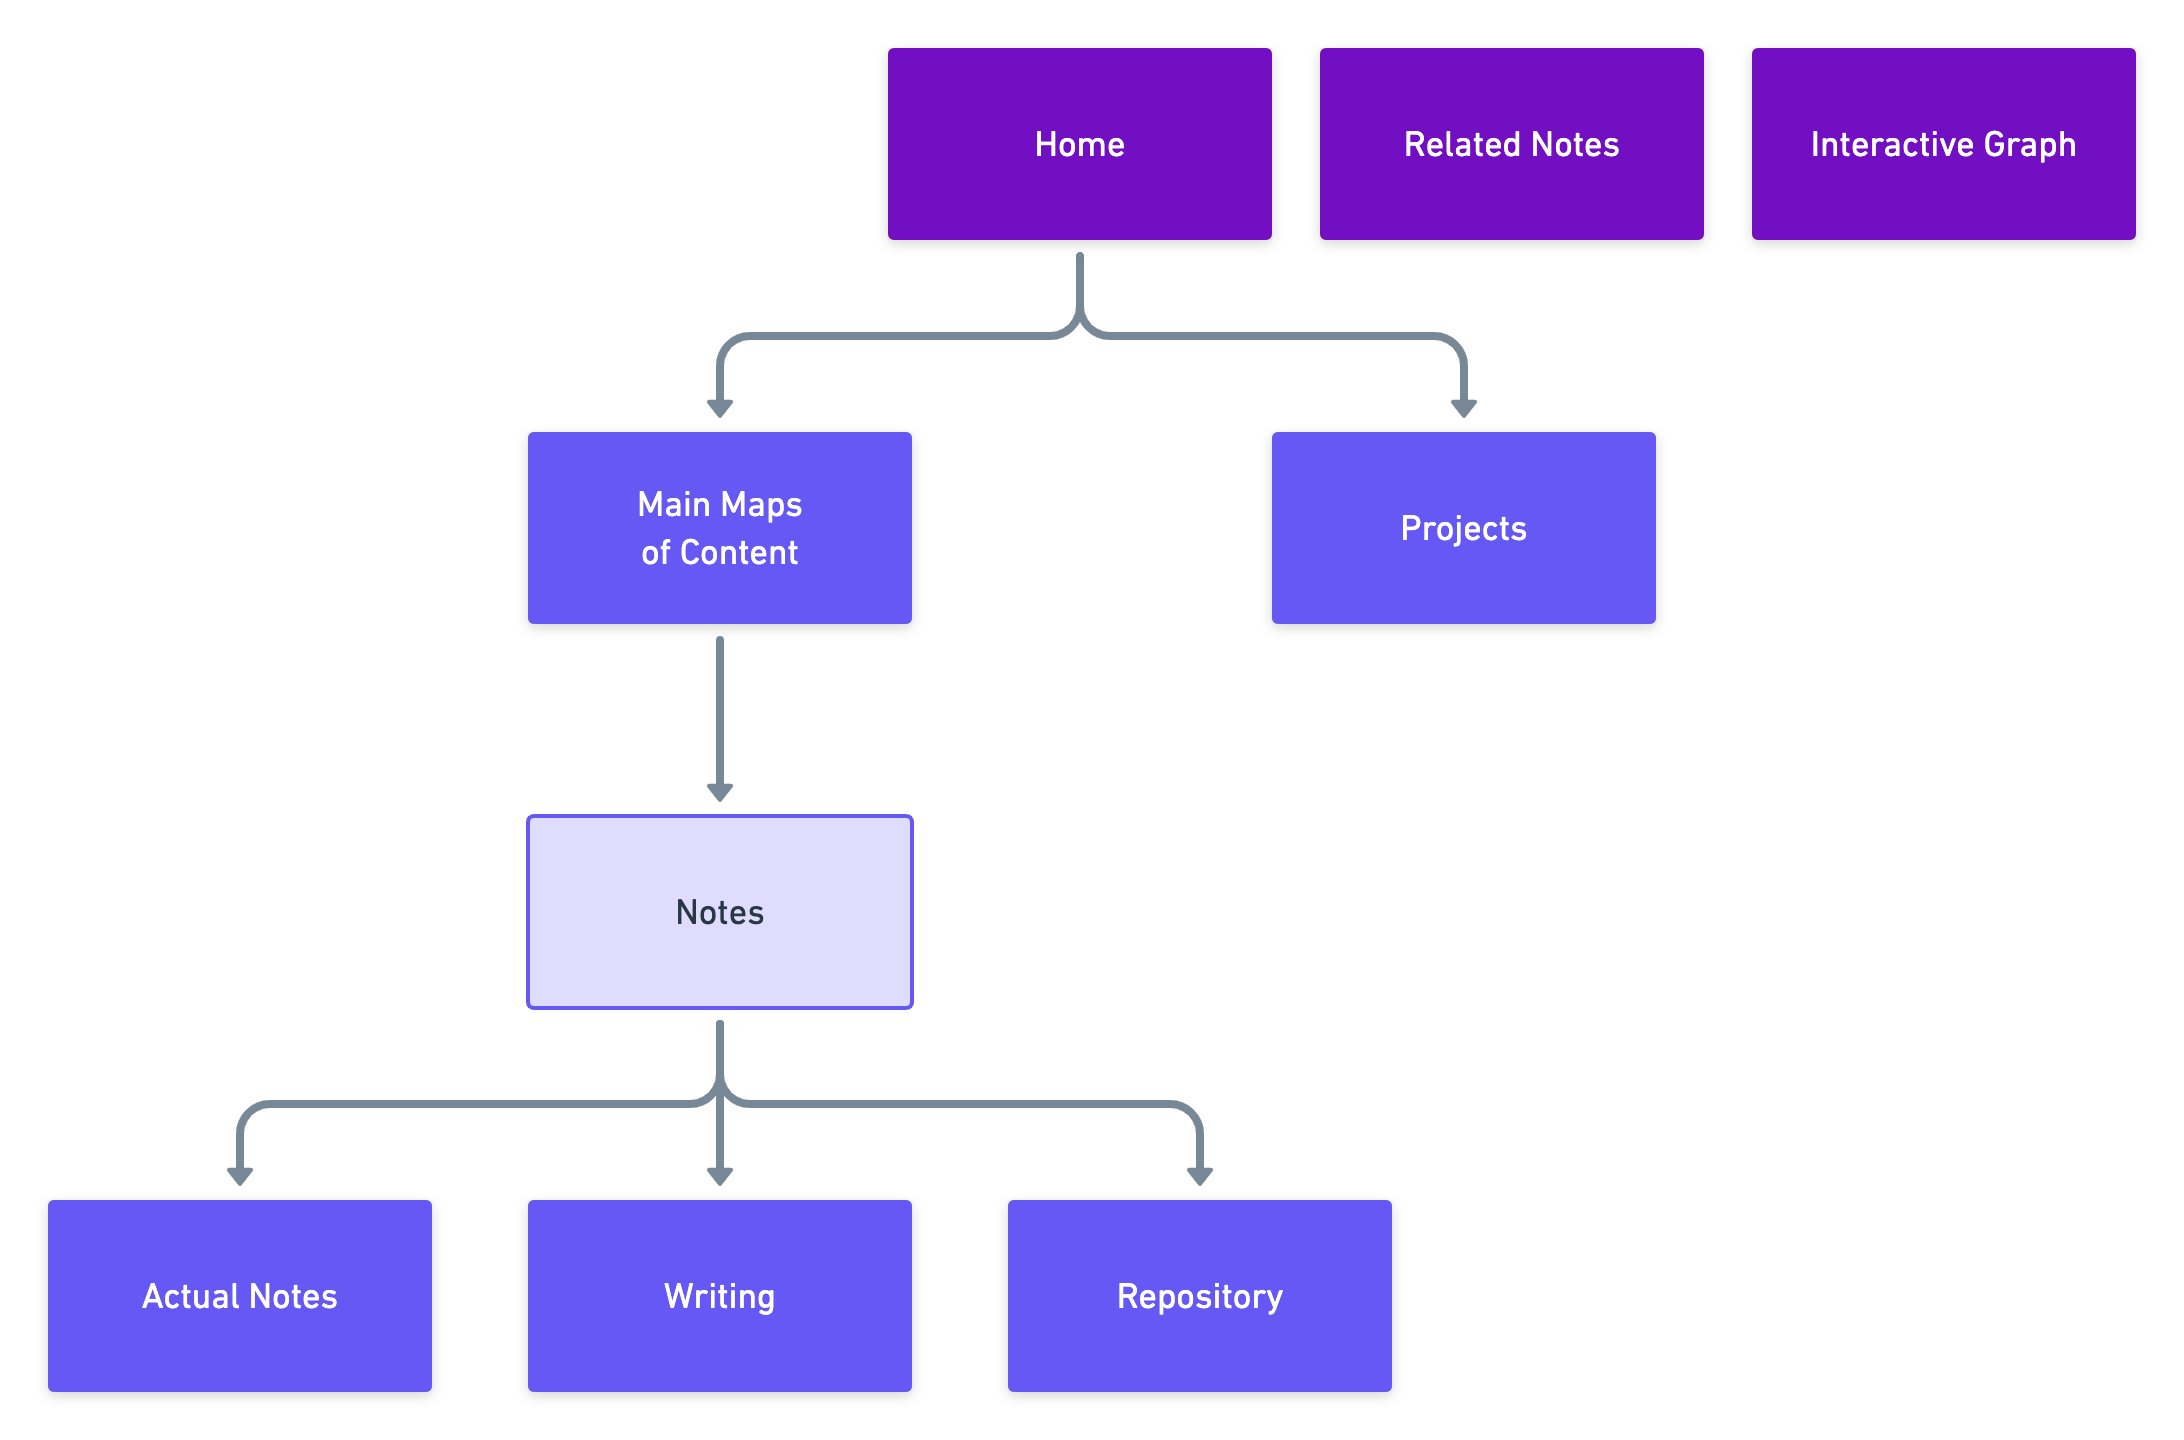 Home
Related Notes
Interactive Graph
Main Maps
of Content
Projects
Notes
Actual Notes
Writing
Repository